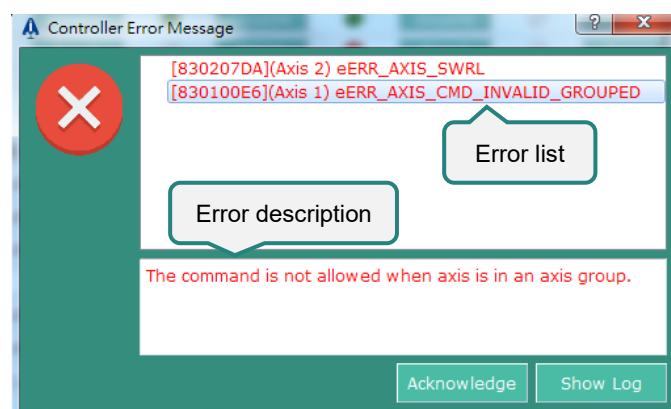 Controller Error Message
?
X
[830207DA](Axis 2) eERR_AXIS_SWRL
[830100E6](Axis 1) eERR_AXIS_CMD_INVALID_GROUPED
Error list
Error description
The command is not allowed when axis is in an axis group.
Acknowledge
Show Log